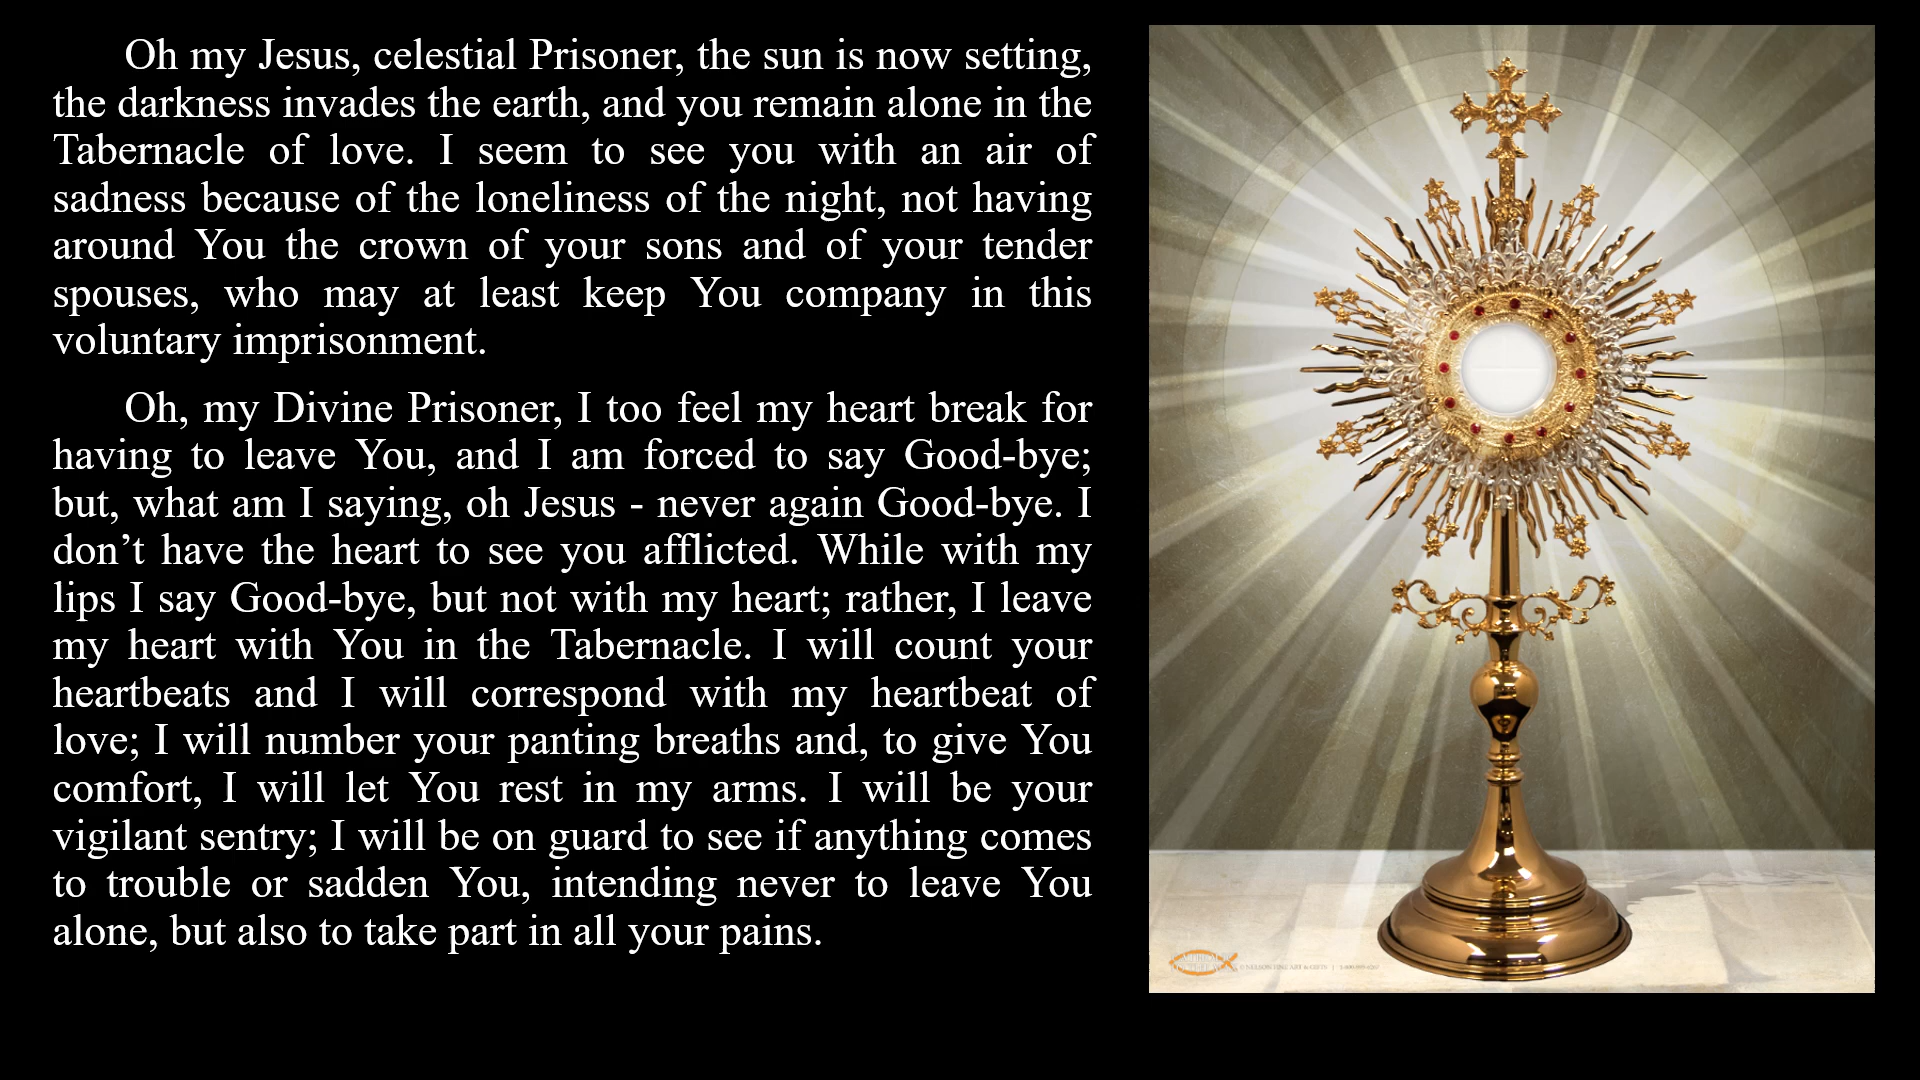 Oh my Jesus, celestial Prisoner, the sun is now setting,
the darkness invades the earth, and you remain alone in the
Tabernacle of love. I seem to see you with an air of
sadness because of the loneliness of the night, not having
around You the crown of your sons and of your tender
spouses, who may at least keep You company in this
voluntary imprisonment.
Oh, my Divine Prisoner, I too feel my heart break for
having to leave You, and I am forced to say Good-bye;
but, what am I saying, oh Jesus - never again Good-bye. I
don’t have the heart to see you afflicted. While with my
lips I say Good-bye, but not with my heart; rather, I leave
my heart with You in the Tabernacle. I will count your
heartbeats and I will correspond with my heartbeat of
love; I will number your panting breaths and, to give You
comfort, I will let You rest in my arms. I will be your
vigilant sentry; I will be on guard to see if anything comes
to trouble or sadden You, intending never to leave You
alone, but also to take part in all your pains.
© NELSON FINE ART & GIFTS